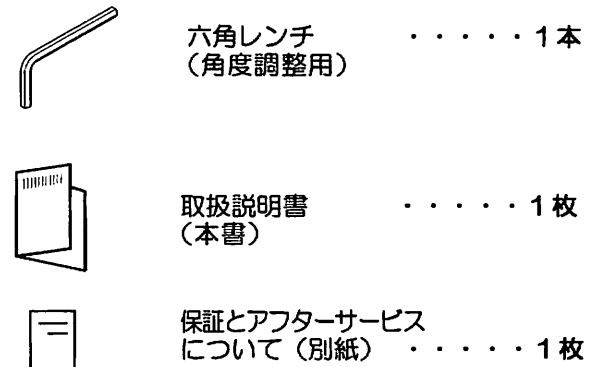 六角レンチ ・・・・・1本
（角度調整用）
取扱説明書 ・・・・・1枚
（本書）
保証とアフターサービス
について（別紙） ・・・・・1枚